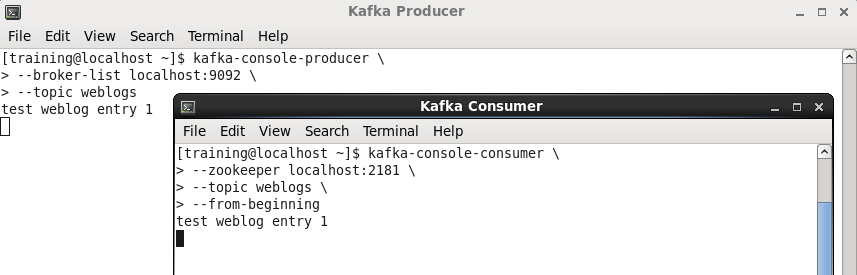 Kafka Producer
File Edit View Search Terminal Help
[training@localhost ~]$ kafka-console-producer \
> --broker-list localhost:9092 \
> --topic weblogs
test weblog entry 1
Kafka Consumer
File Edit View Search Terminal Help
[training@localhost ~]$ kafka-console-consumer \
> --zookeeper localhost:2181 \
> --topic weblogs \
> --from-beginning
test weblog entry 1